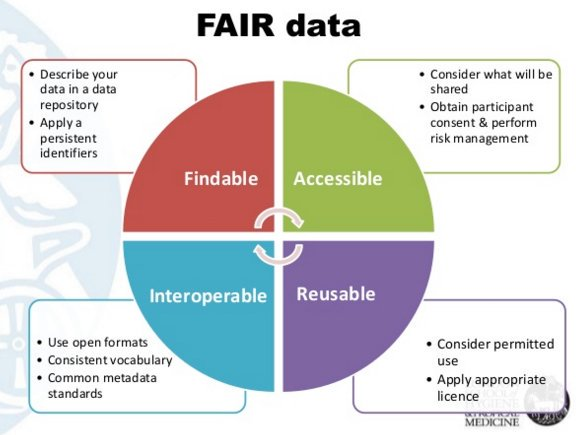 FAIR data
• Describe your
data in a data
repository
• Apply a
persistent
identifiers
• Consider what will be
shared
• Obtain participant
consent & perform
risk management
Findable
Accessible
Interoperable
Reusable
• Use open formats
• Consistent vocabulary
• Common metadata
standards
• Consider permitted
use
• Apply appropriate
licence
HYGIENE
&TROPICAL
MEDICINE